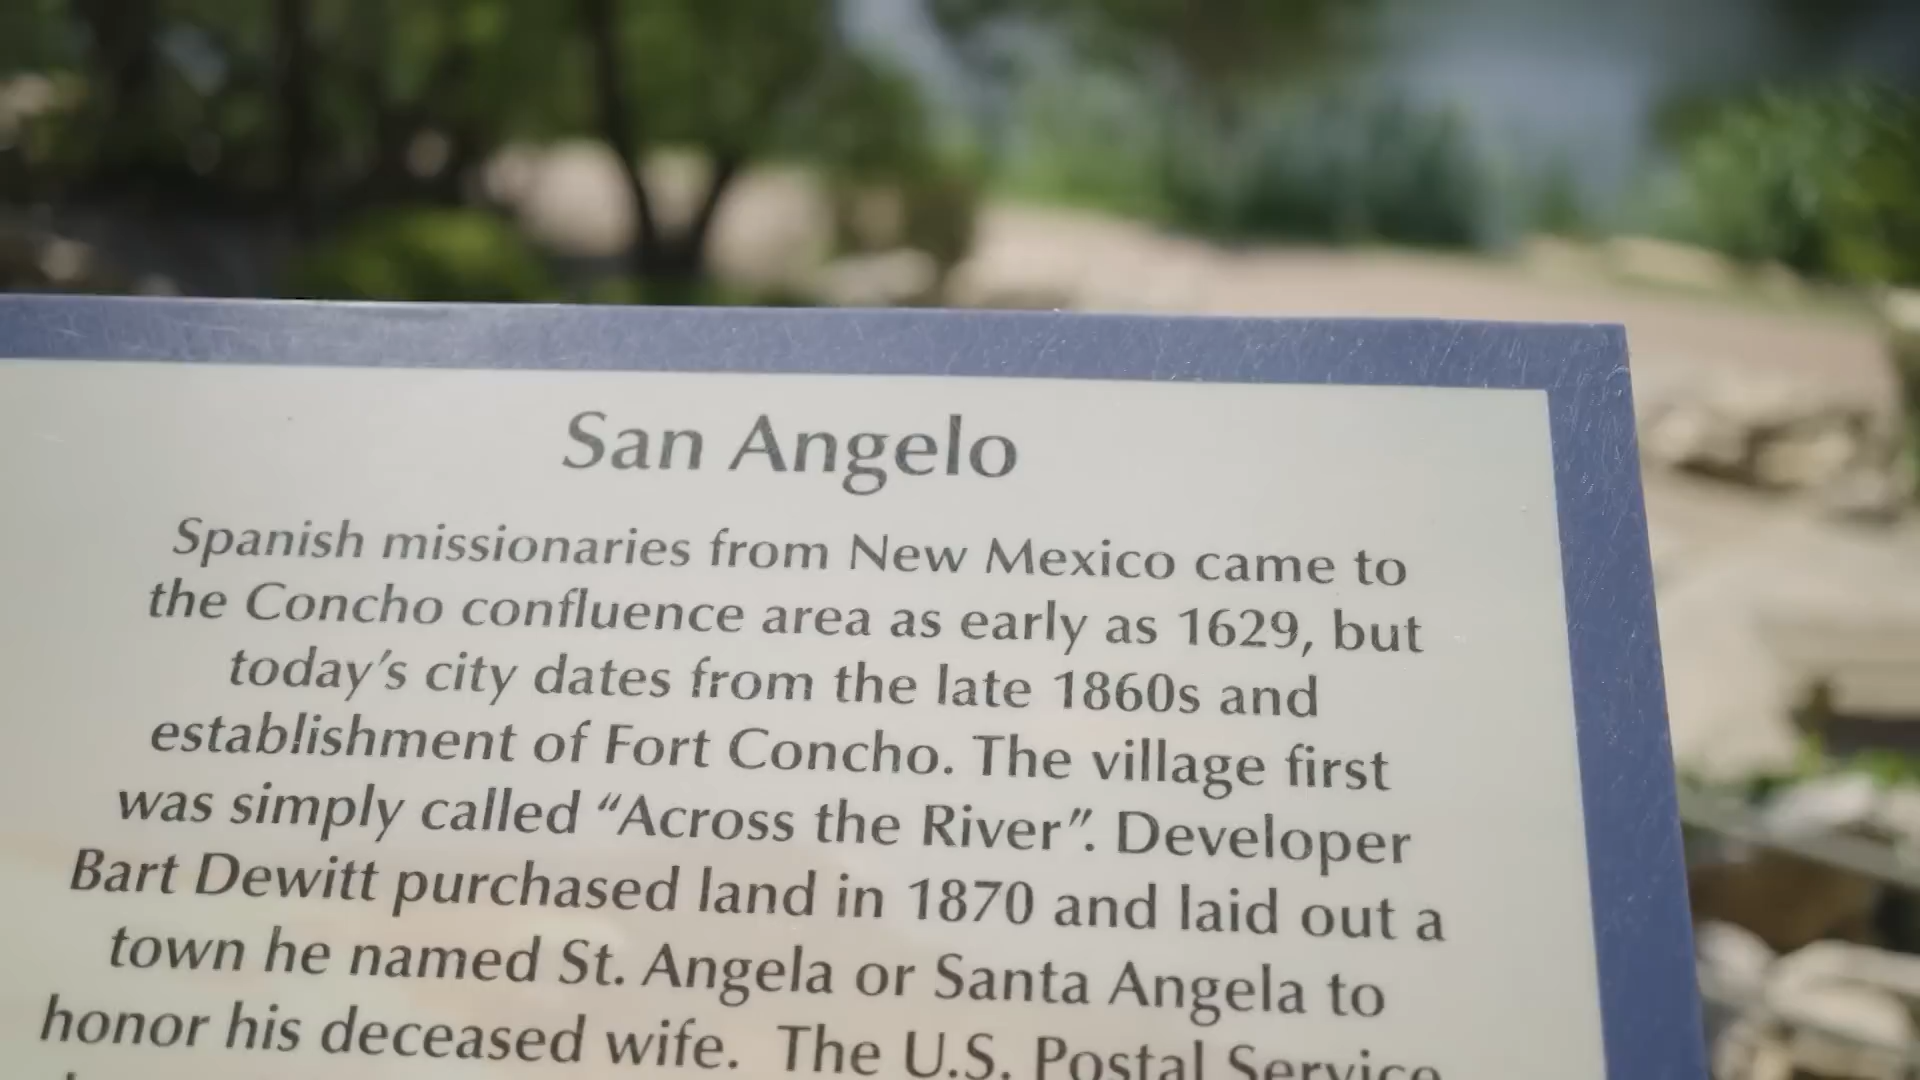 San Angelo
Spanish missionaries from New Mexico came to
the Concho confluence area as early as 1629, but
today's city dates from the late 1860s and
establishment of Fort Concho. The village first
was simply called “Across the River”. Developer
Bart Dewitt purchased land in 1870 and laid out a
town he named St. Angela or Santa Angela to
honor his deceased wife. The U.S. Postal Service